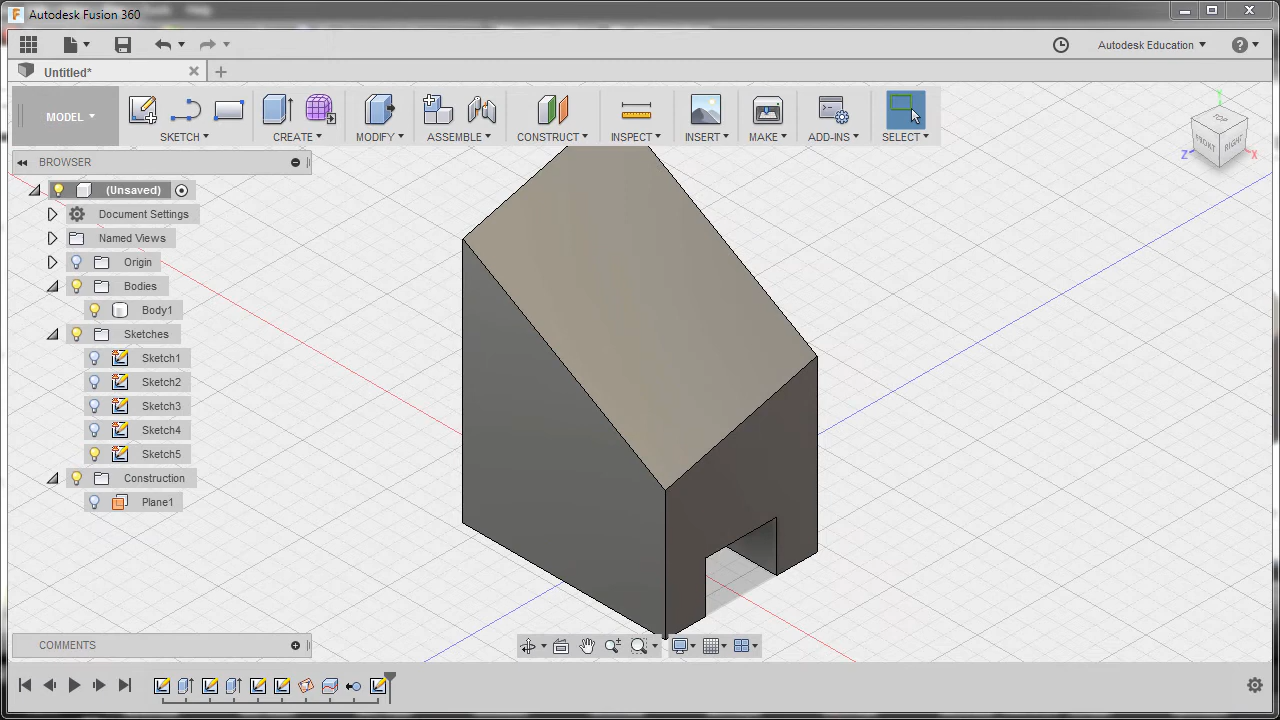 Autodesk Fusion 360
Autodesk Education
Untitled*
MODEL
SKETCH
CREATE
MODIFY
ASSEMBLE
CONSTRUCT
INSPECT
INSERT
MAKE
ADD-INS
SELECT
Y
TOP
FRONT
RIGHT
Z
X
BROWSER
(Unsaved)
Document Settings
Named Views
Origin
Bodies
Body1
Sketches
Sketch1
Sketch2
Sketch3
Sketch4
Sketch5
Construction
Plane1
COMMENTS